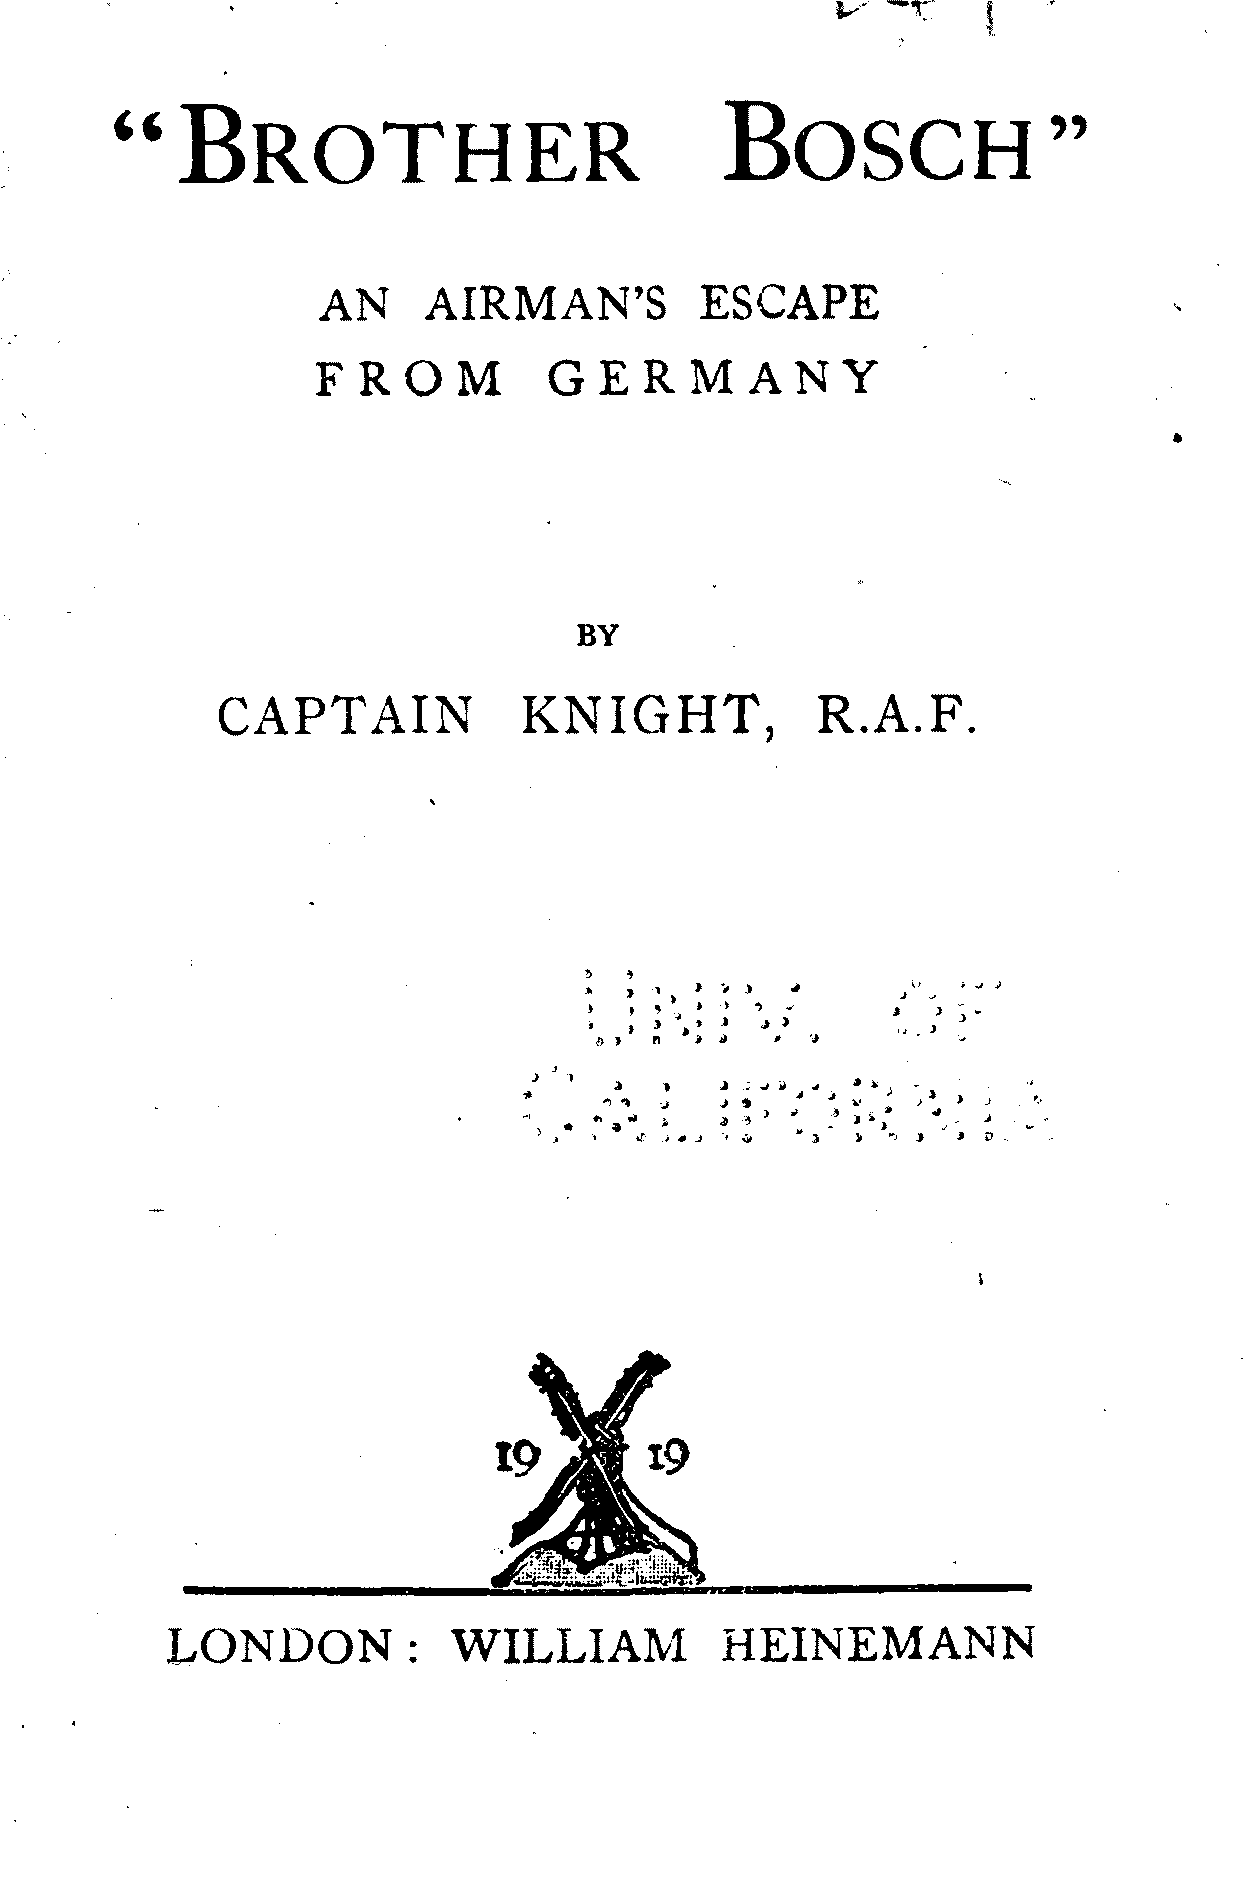 "BROTHER BOSCH"
AN AIRMAN'S ESCAPE
FROM GERMANY
BY
CAPTAIN KNIGHT, R.A.F.
UNIV. OF
CALIFORNIA
19 19
LONDON: WILLIAM HEINEMANN